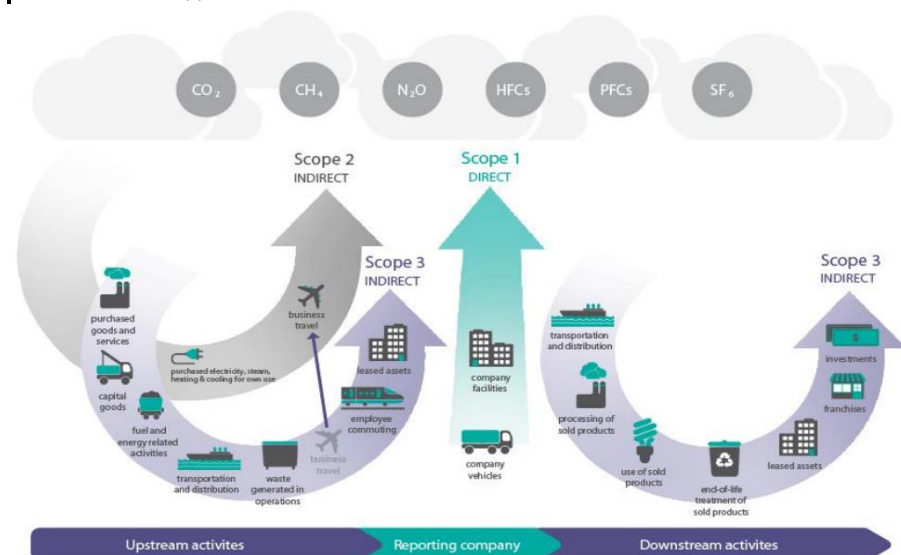 CO₂
CH₄
N₂O
HFCs
PFCs
SF₆
Scope 2
INDIRECT
Scope 1
DIRECT
Scope 3
INDIRECT
Scope 3
INDIRECT
purchased
goods and
services
capital
goods
fuel and
energy related
activities
purchased electricity, steam,
heating & cooling for own use
business
travel
transportation
and distribution
waste
generated in
operations
business
travel
employee
commuting
leased assets
company
facilities
company
vehicles
transportation
and distribution
processing of
sold products
use of sold
products
end-of-life
treatment of
sold products
leased assets
franchises
investments
$
Upstream activites
Reporting company
Downstream activites